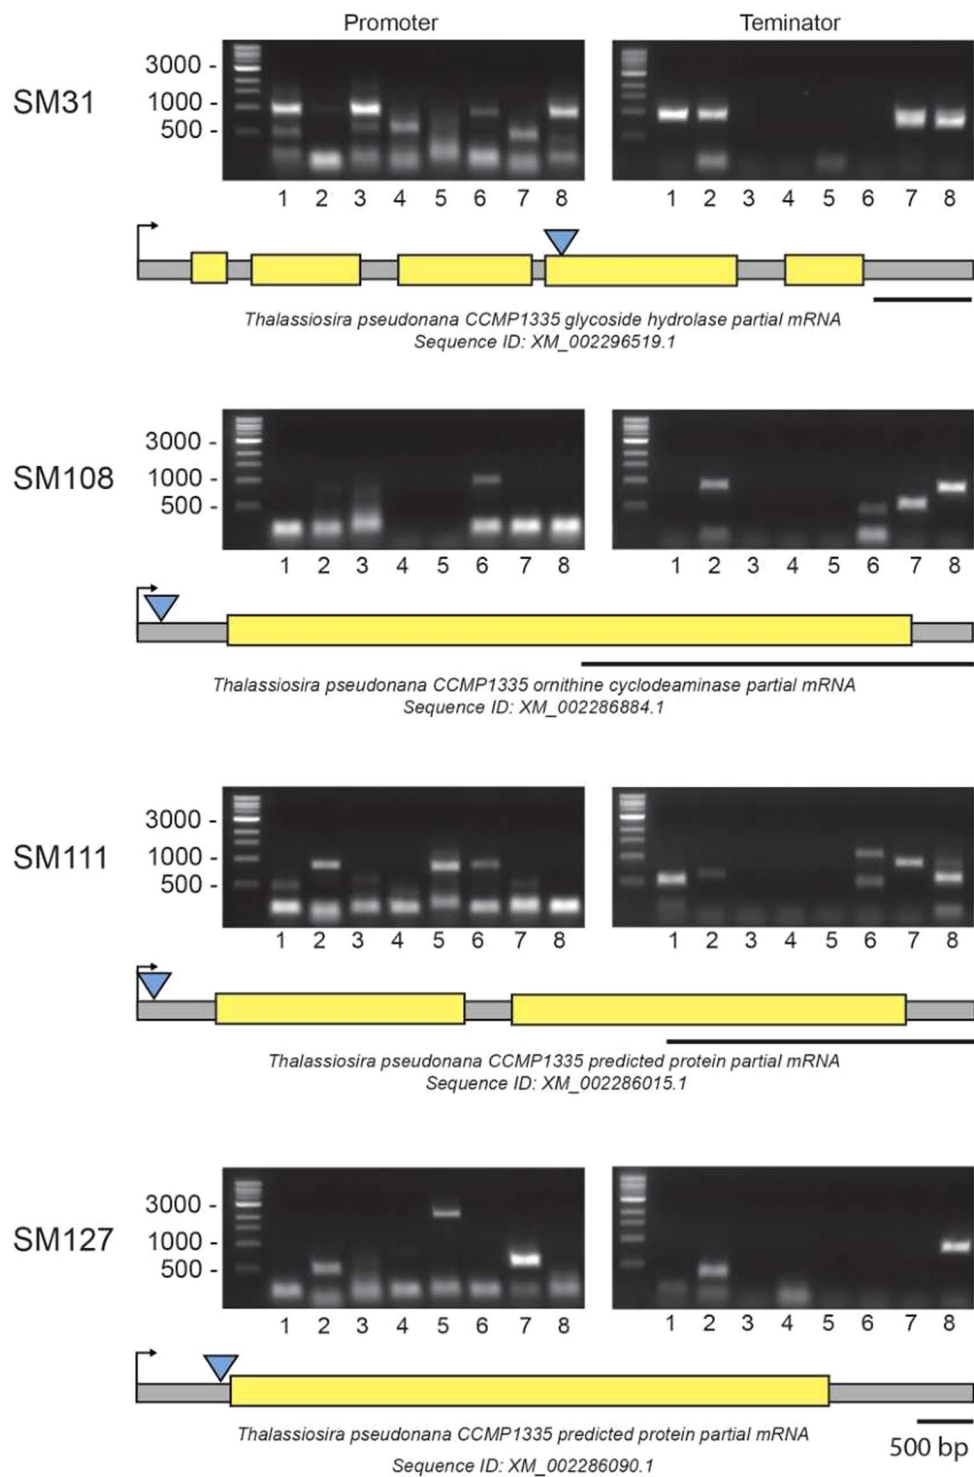 Promoter Teminator
SM31
3000 -
1000 -
500 -
1 2 3 4 5 6 7 8 1 2 3 4 5 6 7 8
Thalassiosira pseudonana CCMP1335 glycoside hydrolase partial mRNA
Sequence ID: XM_002296519.1
SM108
3000 -
1000 -
500 -
1 2 3 4 5 6 7 8 1 2 3 4 5 6 7 8
Thalassiosira pseudonana CCMP1335 ornithine cyclodeaminase partial mRNA
Sequence ID: XM_002286884.1
SM111
3000 -
1000 -
500 -
1 2 3 4 5 6 7 8 1 2 3 4 5 6 7 8
Thalassiosira pseudonana CCMP1335 predicted protein partial mRNA
Sequence ID: XM_002286015.1
SM127
3000 -
1000 -
500 -
1 2 3 4 5 6 7 8 1 2 3 4 5 6 7 8
Thalassiosira pseudonana CCMP1335 predicted protein partial mRNA
500 bp
Sequence ID: XM_002286090.1